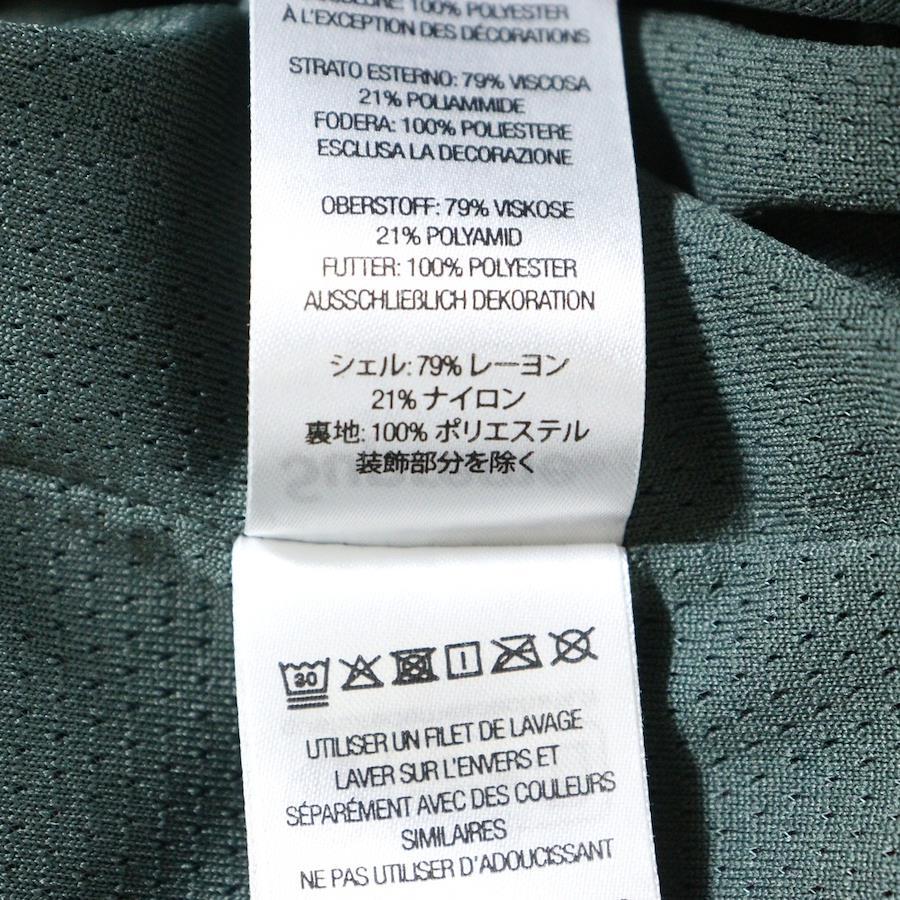 100% POLYESTER
À L'EXCEPTION DES DÉCORATIONS
STRATO ESTERNO: 79% VISCOSA
21% POLIAMMIDE
FODERA: 100% POLIESTERE
ESCLUSA LA DECORAZIONE
OBERSTOFF: 79% VISKOSE
21% POLYAMID
FUTTER: 100% POLYESTER
AUSSCHLIEßLICH DEKORATION
シェル: 79% レーヨン
21% ナイロン
裏地: 100% ポリエステル
装飾部分を除く
30
UTILISER UN FILET DE LAVAGE
LAVER SUR L'ENVERS ET
SÉPARÉMENT AVEC DES COULEURS
SIMILAIRES
NE PAS UTILISER D'ADOUCISSANT